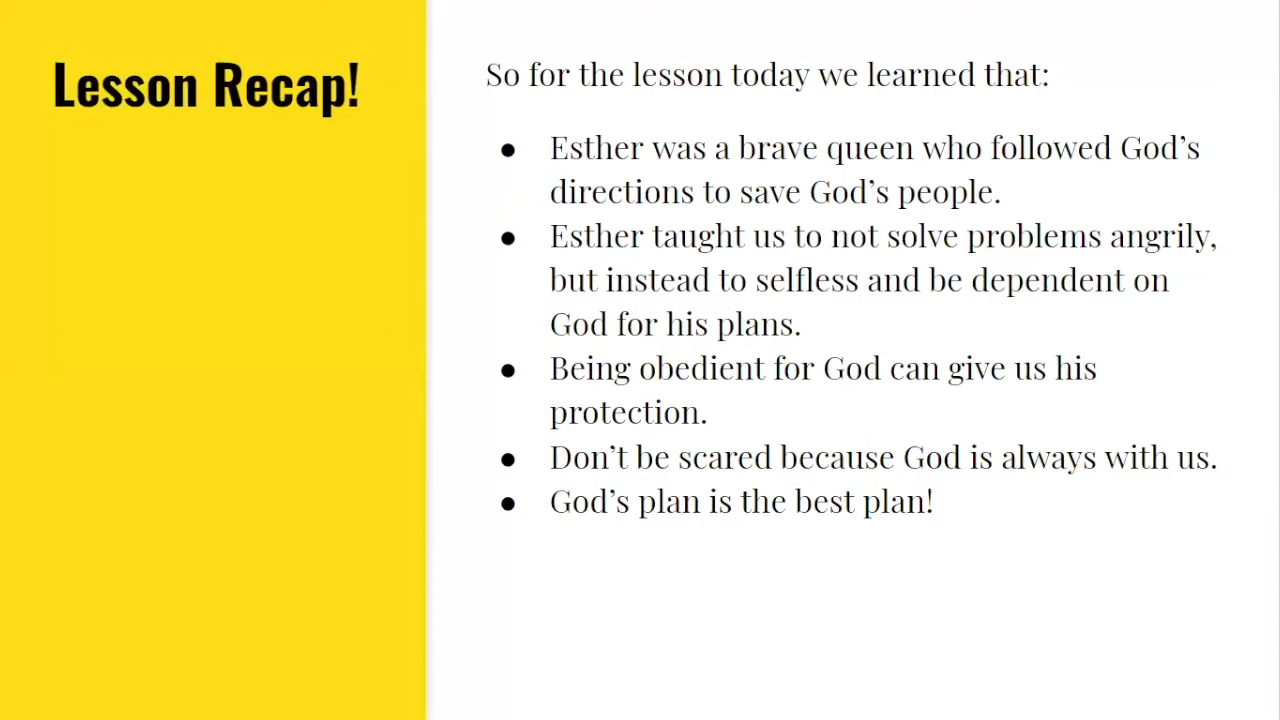 Lesson Recap!
So for the lesson today we learned that:
● Esther was a brave queen who followed God’s
directions to save God’s people.
● Esther taught us to not solve problems angrily,
but instead to selfless and be dependent on
God for his plans.
● Being obedient for God can give us his
protection.
● Don’t be scared because God is always with us.
● God’s plan is the best plan!